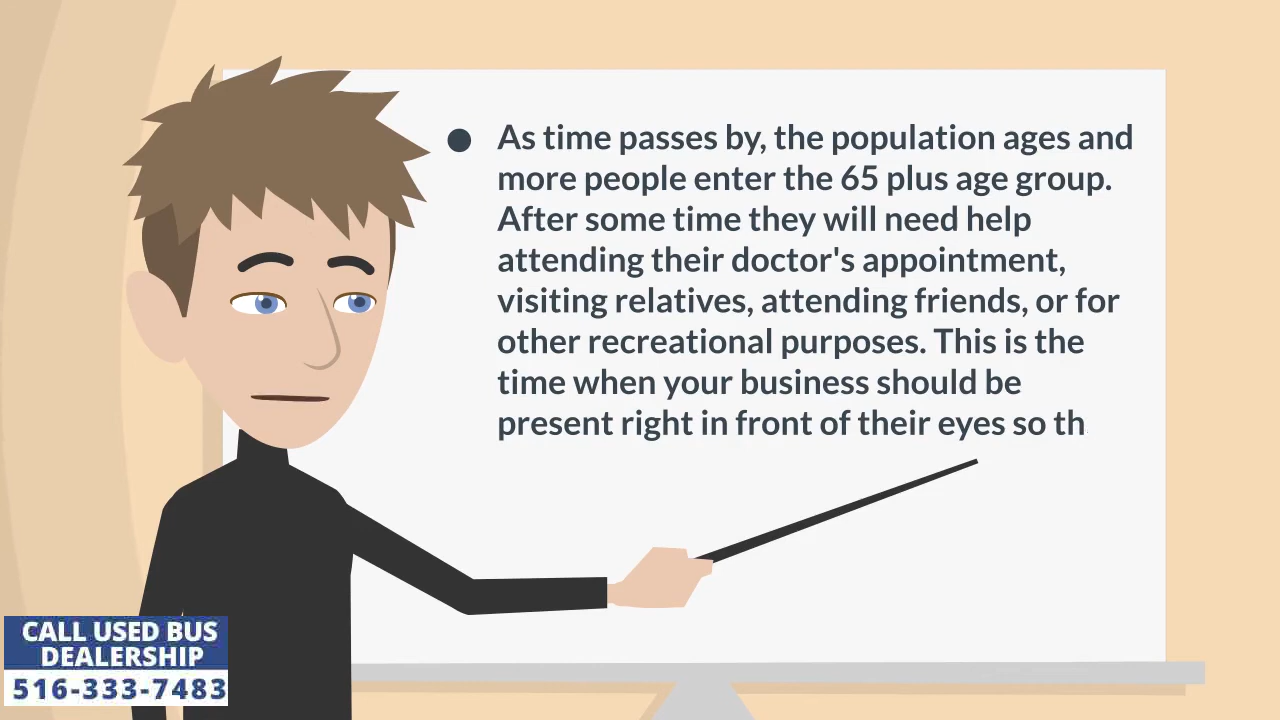 As time passes by, the population ages and
more people enter the 65 plus age group.
After some time they will need help
attending their doctor's appointment,
visiting relatives, attending friends, or for
other recreational purposes. This is the
time when your business should be
present right in front of their eyes so th
CALL USED BUS
DEALERSHIP
516-333-7483